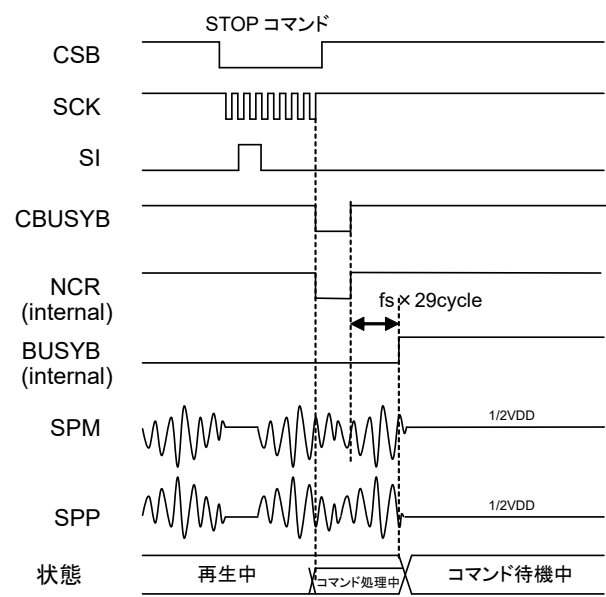 STOP コマンド
CSB
SCK
SI
CBUSYB
NCR
(internal)
fs×29cycle
BUSYB
(internal)
SPM
1/2VDD
SPP
1/2VDD
状態
再生中
コマンド処理中
コマンド待機中